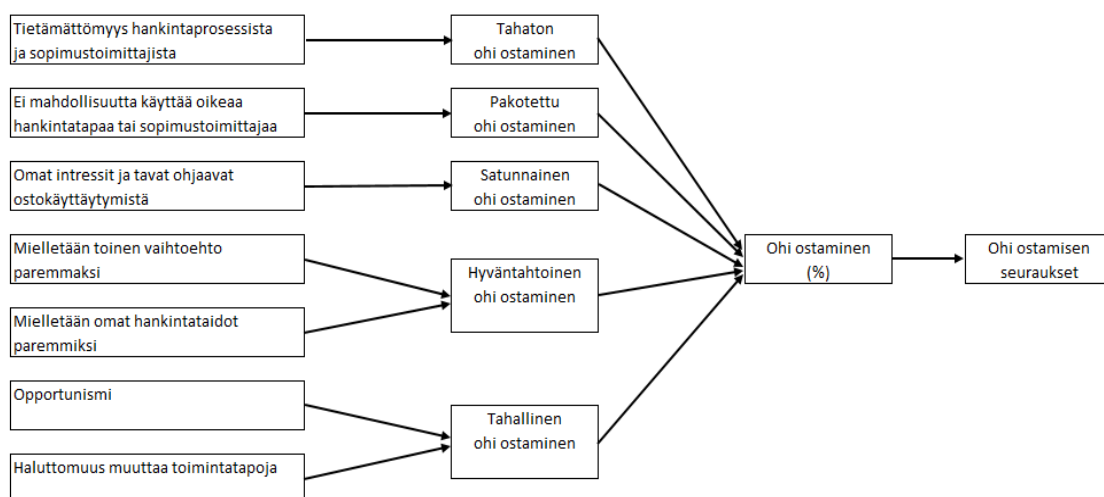 Tietämättömyys hankintaprosessista
ja sopimustoimittajista
Tahaton
ohi ostaminen
Ei mahdollisuutta käyttää oikeaa
hankintatapaa tai sopimustoimittajaa
Pakotettu
ohi ostaminen
Omat intressit ja tavat ohjaavat
ostokäyttäytymistä
Satunnainen
ohi ostaminen
Mielletään toinen vaihtoehto
paremmaksi
Mielletään omat hankintataidot
paremmiksi
Hyväntahtoinen
ohi ostaminen
Opportunismi
Haluttomuus muuttaa toimintatapoja
Tahallinen
ohi ostaminen
Ohi ostaminen
(%)
Ohi ostamisen
seuraukset